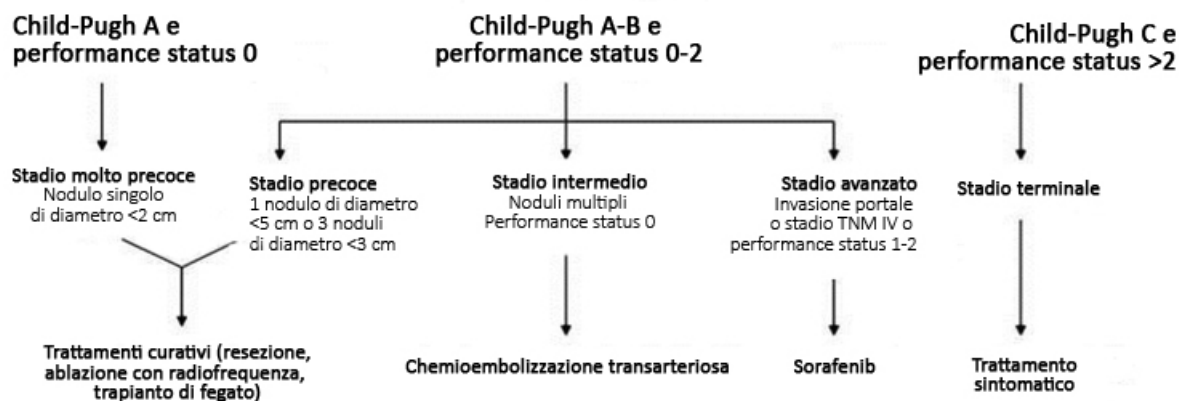 Child-Pugh A e
performance status 0
Child-Pugh A-B e
performance status 0-2
Child-Pugh C e
performance status >2
Stadio molto precoce
Nodulo singolo
di diametro <2 cm
Stadio precoce
1 nodulo di diametro
<5 cm o 3 noduli
di diametro <3 cm
Stadio intermedio
Noduli multipli
Performance status 0
Stadio avanzato
Invasione portale
o stadio TNM IV o
performance status 1-2
Stadio terminale
Trattamenti curativi (resezione,
ablazione con radiofrequenza,
trapianto di fegato)
Chemioembolizzazione transarteriosa
Sorafenib
Trattamento
sintomatico